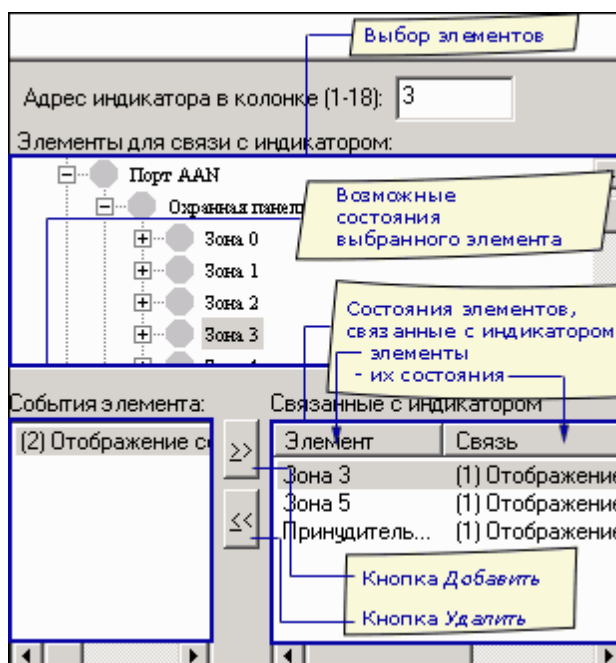 Выбор элементов
Адрес индикатора в колонке (1-18): 3
Элементы для связи с индикатором:
Порт AAN
Охранная панель
Возможные
состояния
выбранного элемента
Зона 0
Зона 1
Зона 2
Зона 3
Состояния элементов,
связанные с индикатором
элементы
- их состояния
События элемента:
Связанные с индикатором
(2) Отображение со
>>
<<
Элемент Связь
Зона 3 (1) Отображение
Зона 5 (1) Отображение
Принудитель... (1) Отображение
Кнопка Добавить
Кнопка Удалить